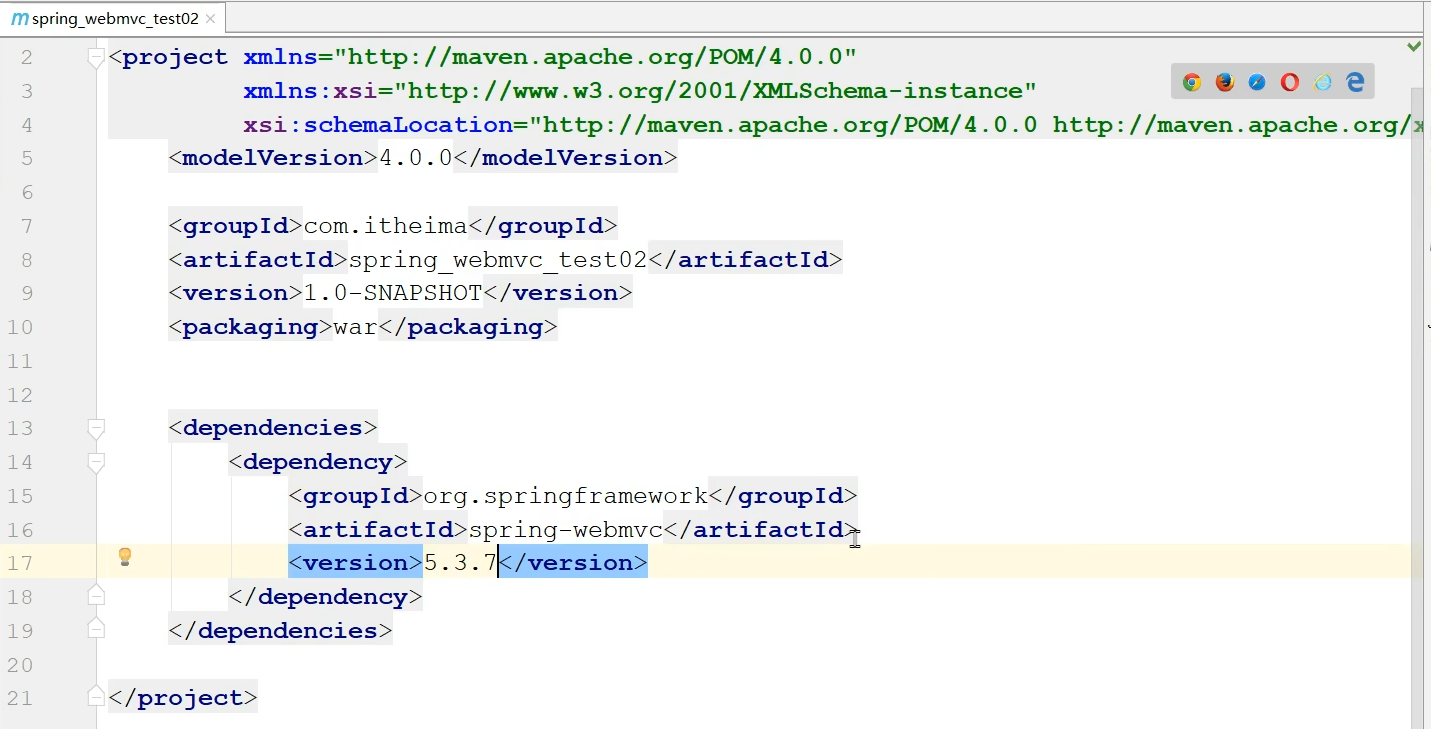 m spring_webmvc_test02 ×
2 <project xmlns="http://maven.apache.org/POM/4.0.0"
3 xmlns:xsi="http://www.w3.org/2001/XMLSchema-instance"
4 xsi:schemaLocation="http://maven.apache.org/POM/4.0.0 http://maven.apache.org/x
5 <modelVersion>4.0.0</modelVersion>
6
7 <groupId>com.itheima</groupId>
8 <artifactId>spring_webmvc_test02</artifactId>
9 <version>1.0-SNAPSHOT</version>
10 <packaging>war</packaging>
11
12
13 <dependencies>
14 <dependency>
15 <groupId>org.springframework</groupId>
16 <artifactId>spring-webmvc</artifactId>
17 <version>5.3.7</version>
18 </dependency>
19 </dependencies>
20
21 </project>